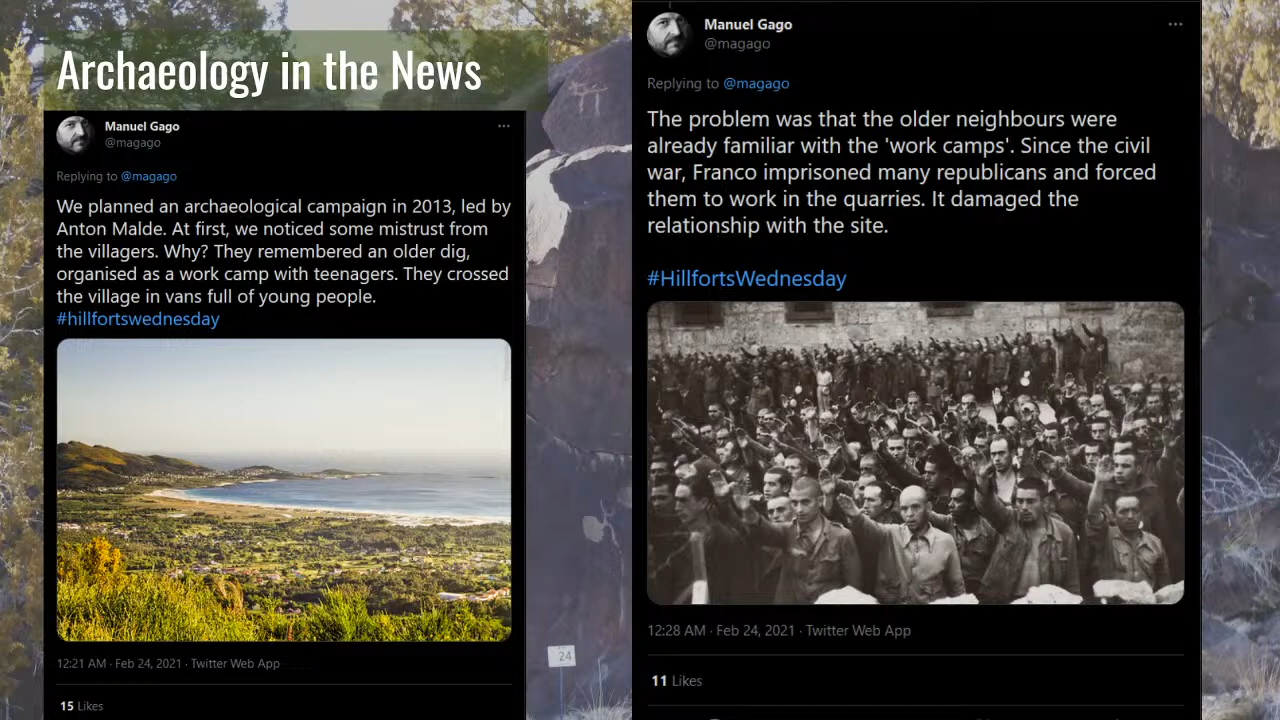 Archaeology in the News
Manuel Gago
@magago
Replying to @magago
We planned an archaeological campaign in 2013, led by
Anton Malde. At first, we noticed some mistrust from
the villagers. Why? They remembered an older dig,
organised as a work camp with teenagers. They crossed
the village in vans full of young people.
#hillfortswednesday
12:21 AM · Feb 24, 2021 · Twitter Web App
15 Likes
24
Manuel Gago
@magago
Replying to @magago
The problem was that the older neighbours were
already familiar with the 'work camps'. Since the civil
war, Franco imprisoned many republicans and forced
them to work in the quarries. It damaged the
relationship with the site.
#HillfortsWednesday
12:28 AM · Feb 24, 2021 · Twitter Web App
11 Likes